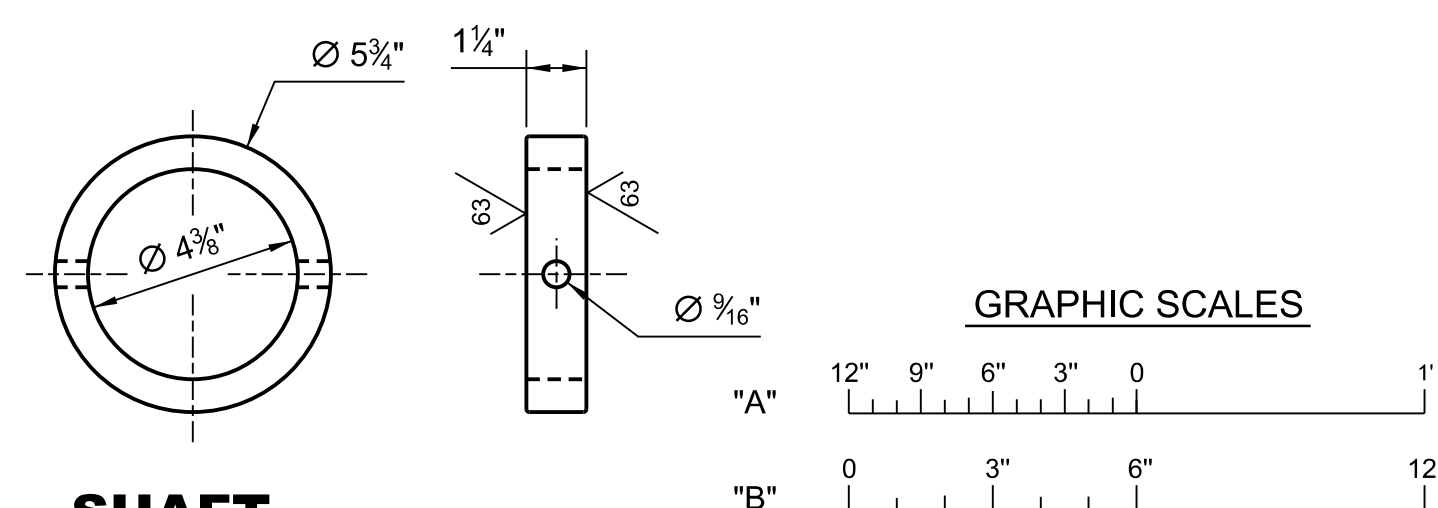 Ø 5¾"
1¼"
63
63
Ø 4⅜"
Ø 9⁄16"
GRAPHIC SCALES
12" 9" 6" 3" 0 1'
"A"
0 3" 6" 12
"B"
SHAFT